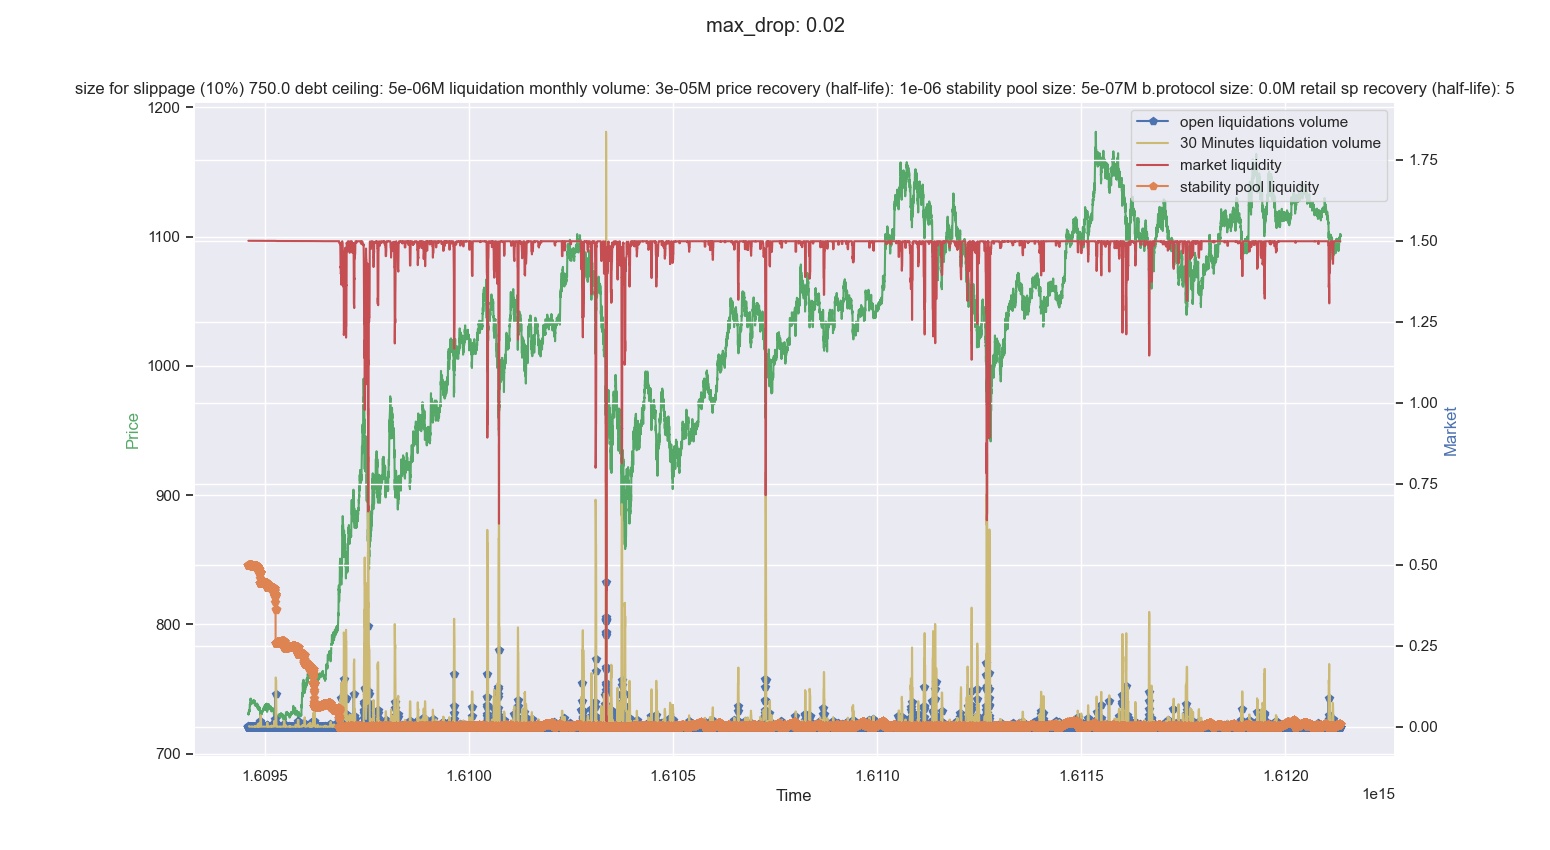 max_drop: 0.02
size for slippage (10%) 750.0 debt ceiling: 5e-06M liquidation monthly volume: 3e-05M price recovery (half-life): 1e-06 stability pool size: 5e-07M b.protocol size: 0.0M retail sp recovery (half-life): 5
open liquidations volume
30 Minutes liquidation volume
market liquidity
stability pool liquidity
1200
1100
1000
900
800
700
Price
1.75
1.50
1.25
1.00
0.75
0.50
0.25
0.00
Market
1.6095 1.6100 1.6105 1.6110 1.6115 1.6120
Time
1e15